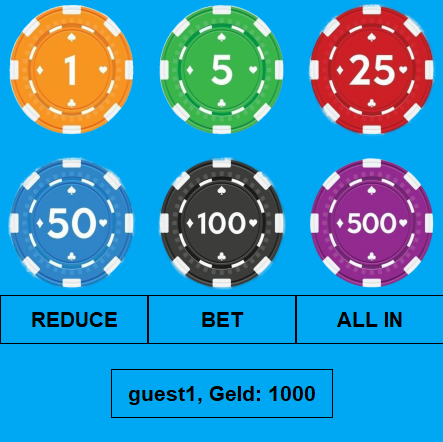 1 5 25
50 100 500
REDUCE BET ALL IN
guest1, Geld: 1000